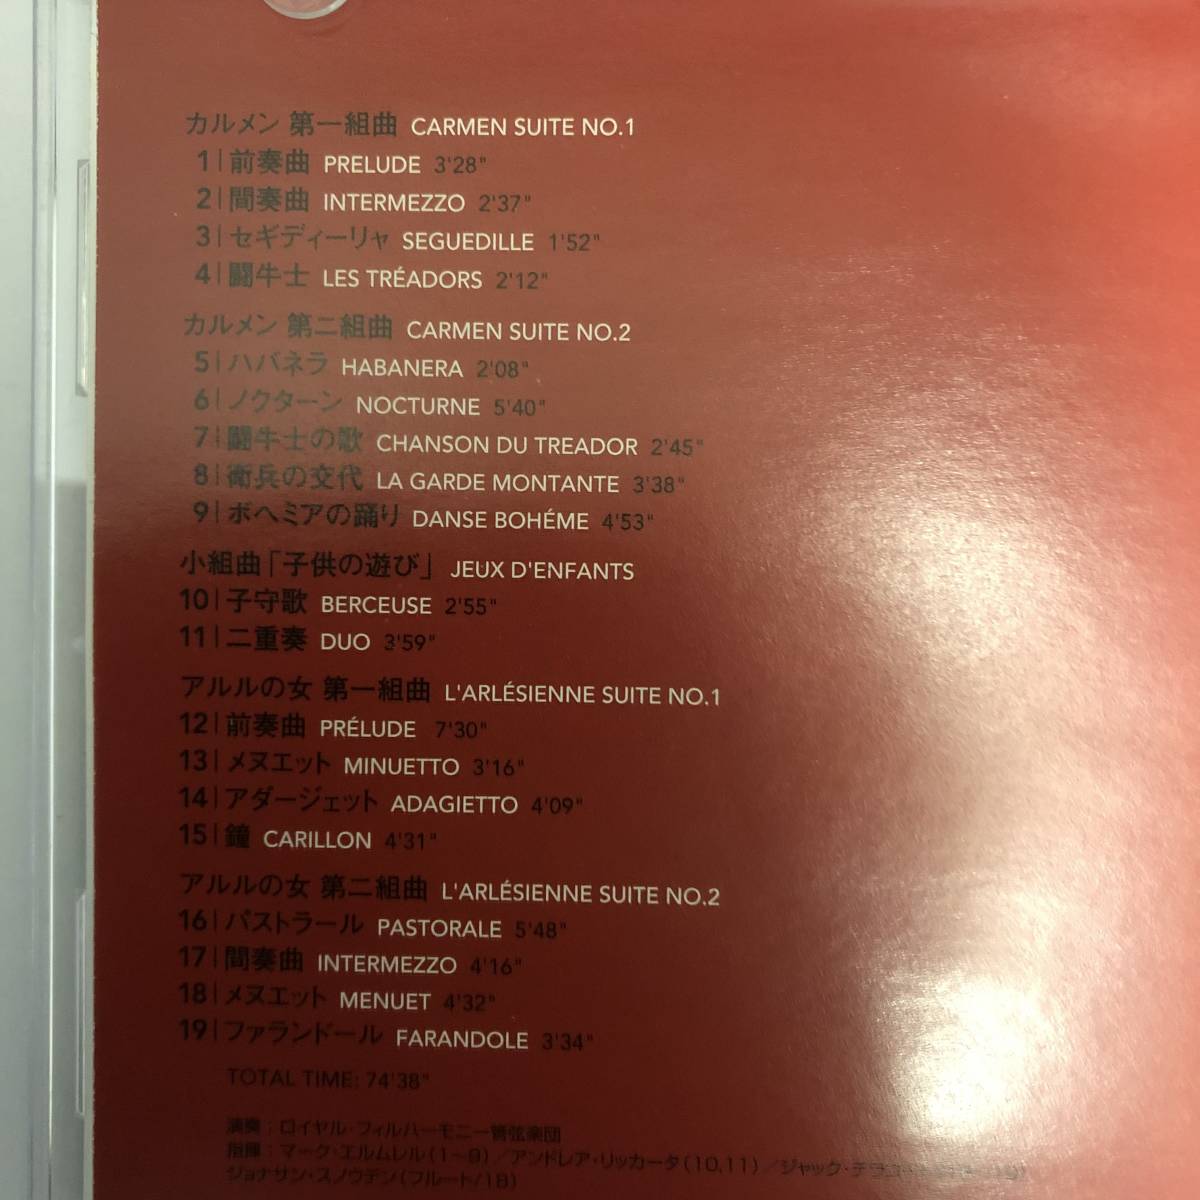 カルメン 第一組曲 CARMEN SUITE NO.1
1|前奏曲 PRELUDE 3'28"
2|間奏曲 INTERMEZZO 2'37"
3|セギディーリャ SEGUEDILLE 1'52"
4|闘牛士 LES TRÉADORS 2'12"
カルメン 第二組曲 CARMEN SUITE NO.2
5|ハバネラ HABANERA 2'08"
6|ノクターン NOCTURNE 5'40"
7|闘牛士の歌 CHANSON DU TREADOR 2'45"
8|衛兵の交代 LA GARDE MONTANTE 3'38"
9|ボヘミアの踊り DANSE BOHÉME 4'53"
小組曲「子供の遊び」 JEUX D'ENFANTS
10|子守歌 BERCEUSE 2'55"
11|二重奏 DUO 3'59"
アルルの女 第一組曲 L'ARLÉSIENNE SUITE NO.1
12|前奏曲 PRÉLUDE 7'30"
13|メヌエット MINUETTO 3'16"
14|アダージェット ADAGIETTO 4'09"
15|鐘 CARILLON 4'31"
アルルの女 第二組曲 L'ARLÉSIENNE SUITE NO.2
16|パストラール PASTORALE 5'48"
17|間奏曲 INTERMEZZO 4'16"
18|メヌエット MENUET 4'32"
19|ファランドール FARANDOLE 3'34"
TOTAL TIME: 74'38"
演奏：ロイヤル・フィルハーモニー管弦楽団
指揮：マーク・エルムレル(1〜9)／アンドレア・リッカータ(10,11)／ジャック・
ジョナサン・スノウデン(フルート/18)